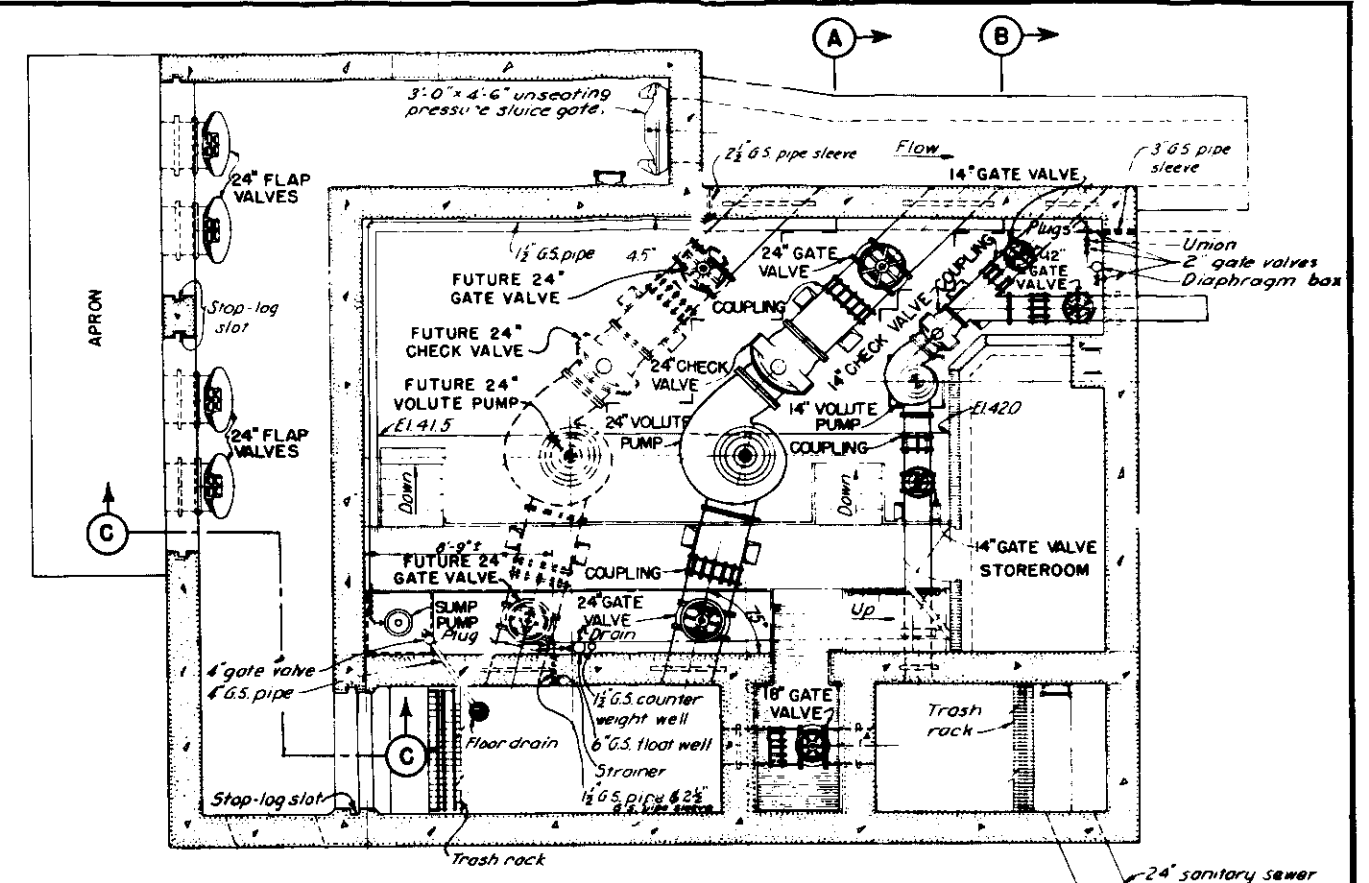 A
B
3'-0" x 4'-6" unseating
pressure sluice gate.
2½" G.S. pipe sleeve
Flow
3" G.S. pipe
sleeve
14" GATE VALVE
24" FLAP
VALVES
Plugs
Union
2" gate valves
Diaphragm box
1½" G.S. pipe
45°
24" GATE
VALVE
FUTURE 24"
GATE VALVE
COUPLING
COUPLING
GATE
VALVE
Stop-log
slot
APRON
FUTURE 24"
CHECK VALVE
24" CHECK
VALVE
14" CHECK VALVE
FUTURE 24"
VOLUTE PUMP
24" VOLUTE
PUMP
14" VOLUTE
PUMP
El. 41.5
El. 42.0
COUPLING
24" FLAP
VALVES
Down
Down
C
14" GATE VALVE
STOREROOM
FUTURE 24"
GATE VALVE
COUPLING
24" GATE
VALVE
75°
SUMP
PUMP
Plug
Drain
Up
4" gate valve
4" G.S. pipe
1½" G.S. counter
weight well
18" GATE
VALVE
Trash
rack
C
Floor drain
6" G.S. float well
Strainer
1½" G.S. pipe & 2½"
G.S. pipe sleeve
Stop-log slot
Trash rack
24" sanitary sewer